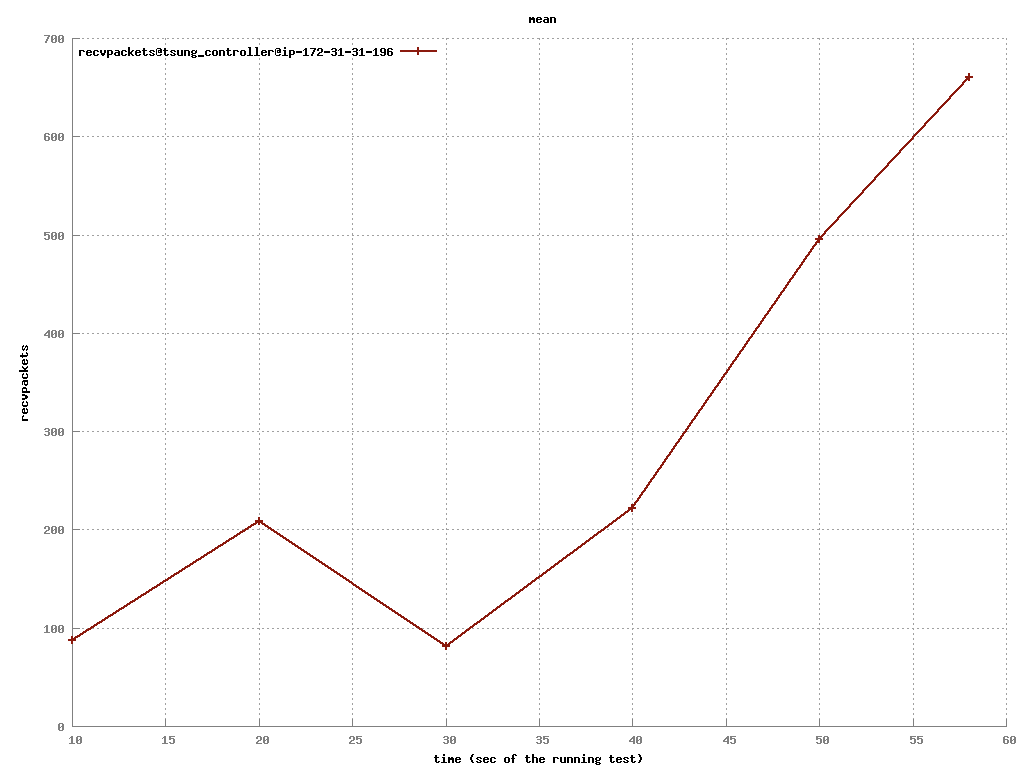 mean
700
recvpackets@tsung_controller@ip-172-31-31-196
600
500
400
recvpackets
300
200
100
0
10 15 20 25 30 35 40 45 50 55 60
time (sec of the running test)